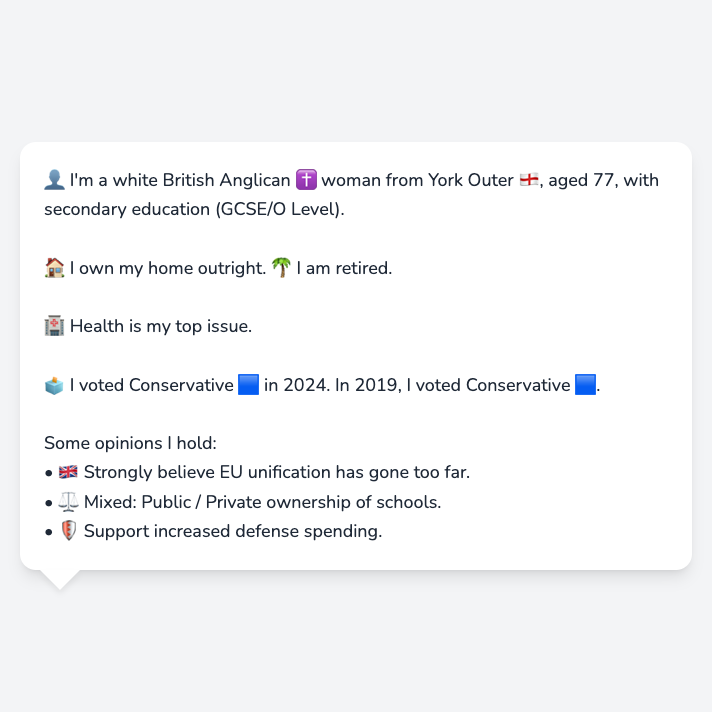 👤 I'm a white British Anglican ✝️ woman from York Outer 🏴󠁧󠁢󠁥󠁮󠁧󠁿, aged 77, with
secondary education (GCSE/O Level).
🏠 I own my home outright. 🌴 I am retired.
🏥 Health is my top issue.
🗳️ I voted Conservative 🟦 in 2024. In 2019, I voted Conservative 🟦.
Some opinions I hold:
• 🇬🇧 Strongly believe EU unification has gone too far.
• ⚖️ Mixed: Public / Private ownership of schools.
• 🛡️ Support increased defense spending.